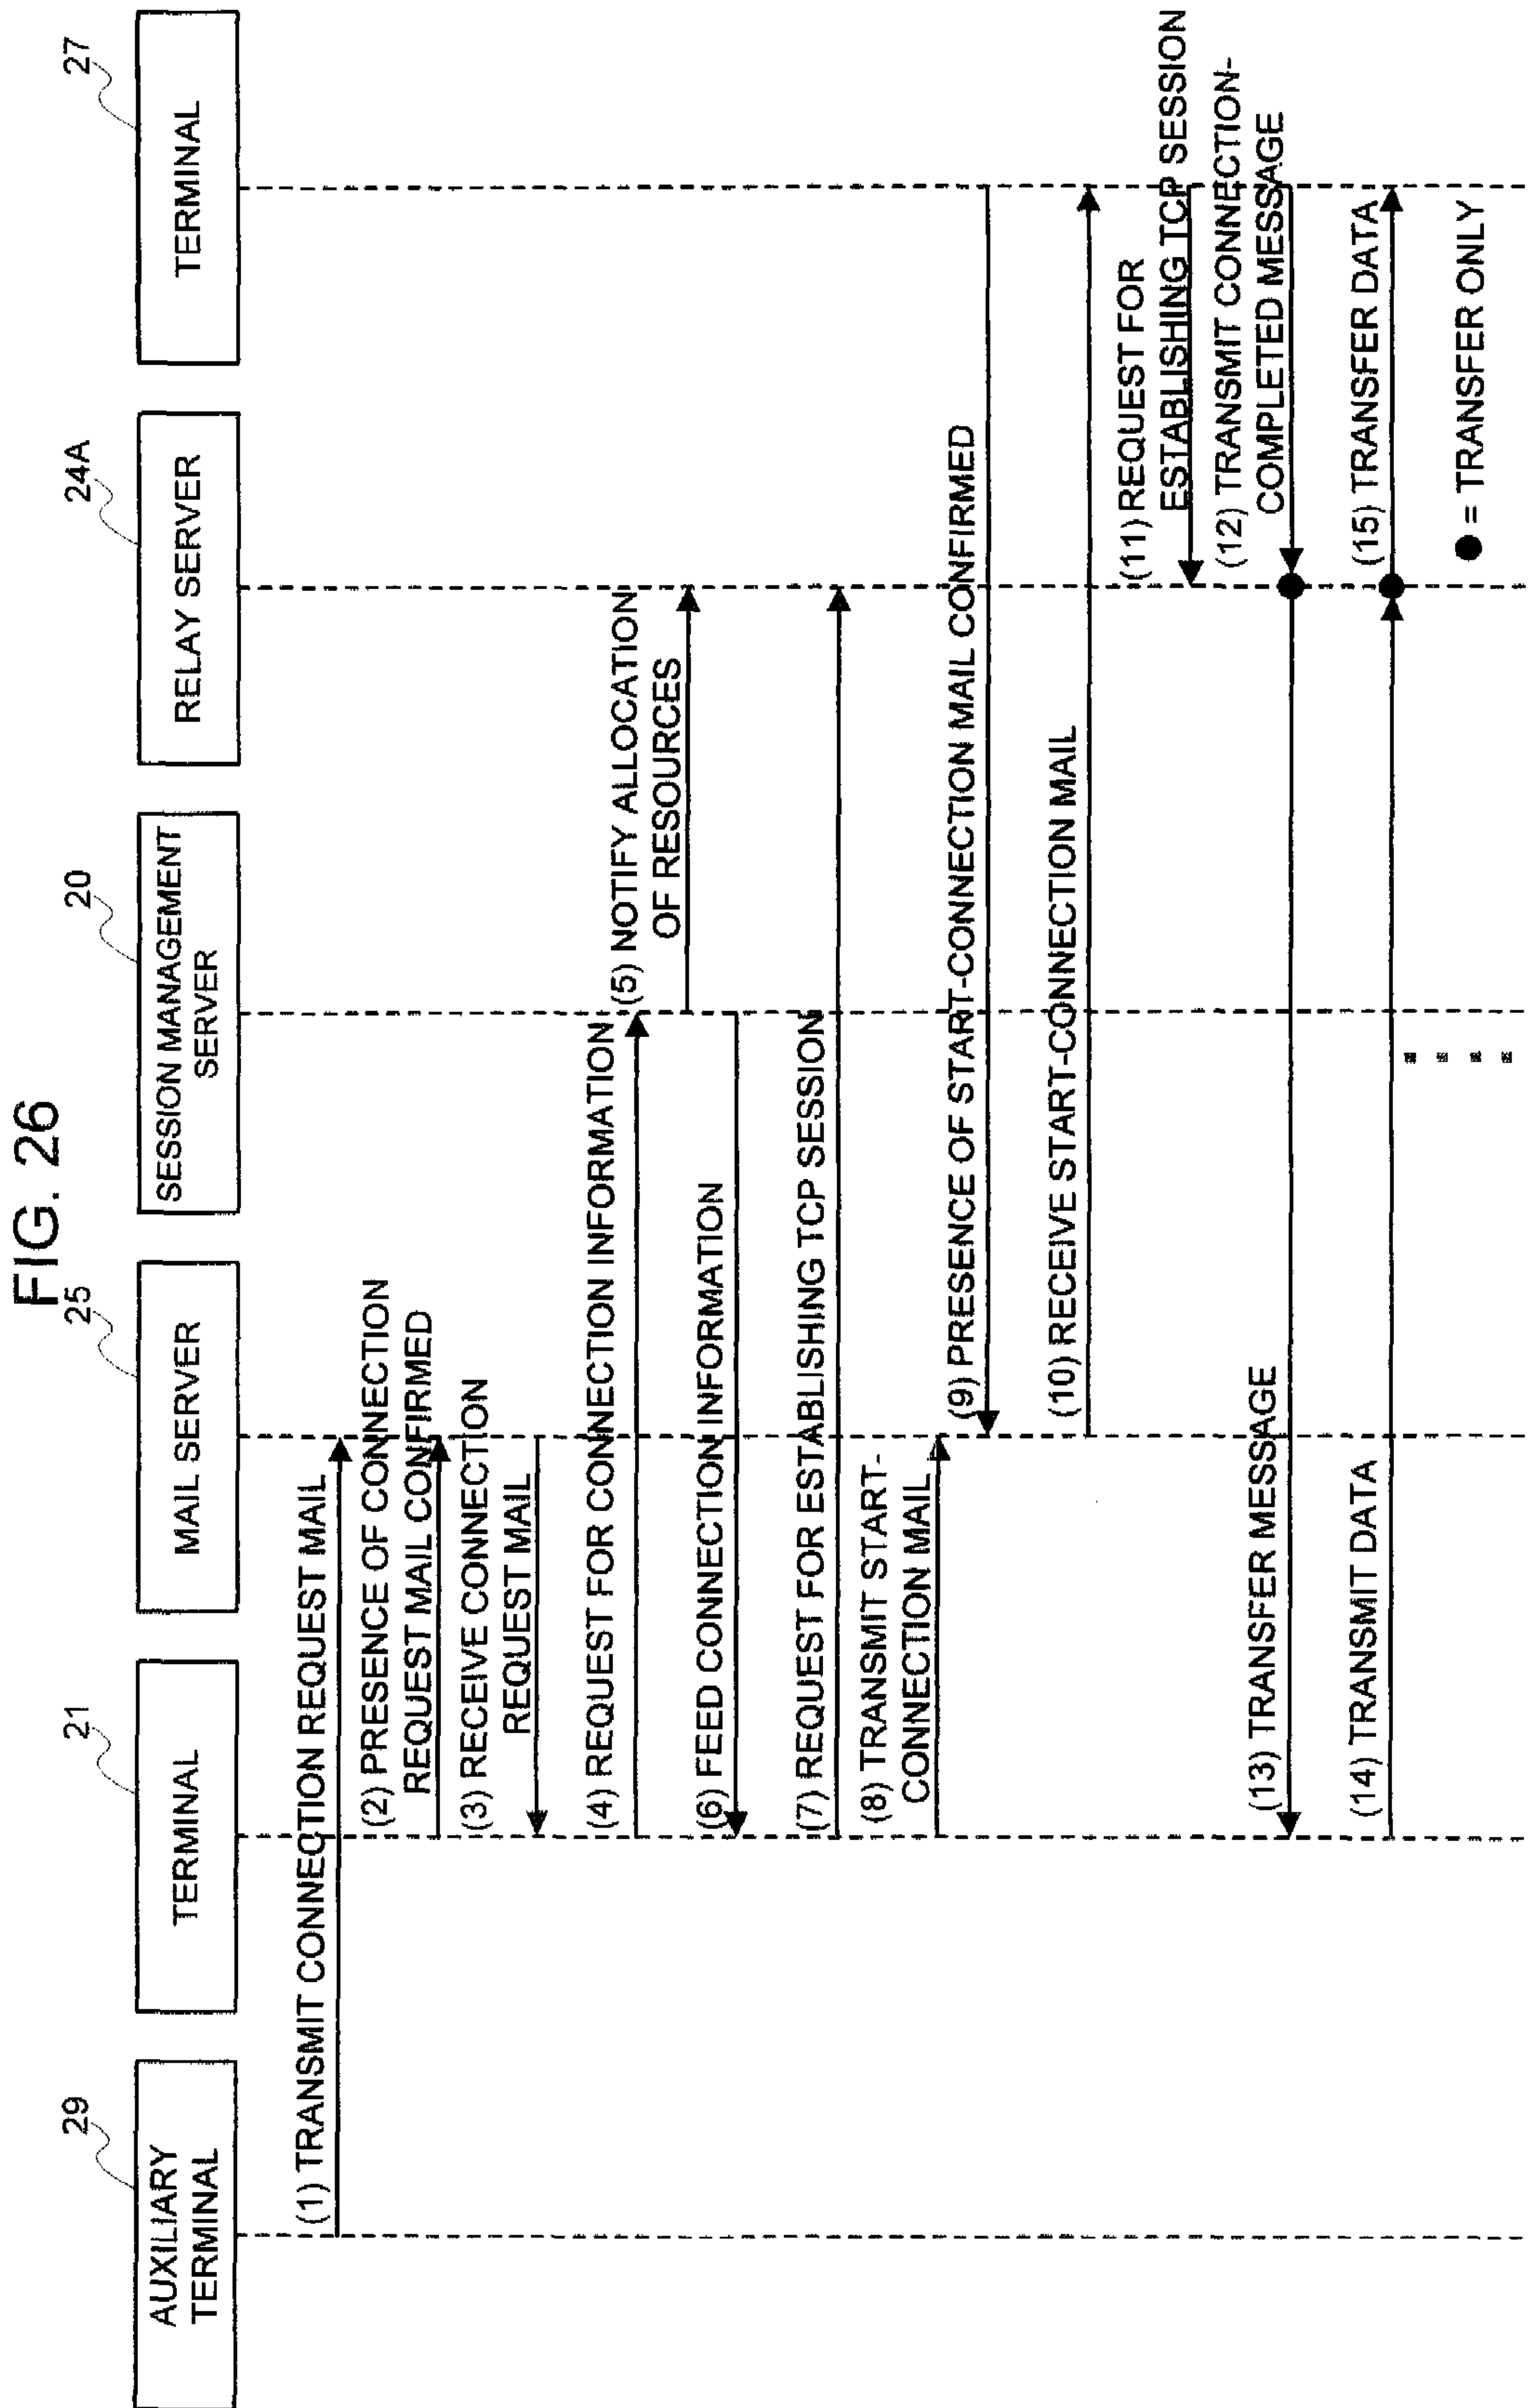 FIG. 26
29
AUXILIARY
TERMINAL
21
TERMINAL
25
MAIL SERVER
20
SESSION MANAGEMENT
SERVER
24A
RELAY SERVER
27
TERMINAL
(1) TRANSMIT CONNECTION REQUEST MAIL
(2) PRESENCE OF CONNECTION
REQUEST MAIL CONFIRMED
(3) RECEIVE CONNECTION
REQUEST MAIL
(4) REQUEST FOR CONNECTION INFORMATION
(5) NOTIFY ALLOCATION
OF RESOURCES
(6) FEED CONNECTION INFORMATION
(7) REQUEST FOR ESTABLISHING TCP SESSION
(8) TRANSMIT START-
CONNECTION MAIL
(9) PRESENCE OF START-CONNECTION MAIL CONFIRMED
(10) RECEIVE START-CONNECTION MAIL
(11) REQUEST FOR
ESTABLISHING TCP SESSION
(12) TRANSMIT CONNECTION-
COMPLETED MESSAGE
(13) TRANSFER MESSAGE
(14) TRANSMIT DATA
(15) TRANSFER DATA
● = TRANSFER ONLY